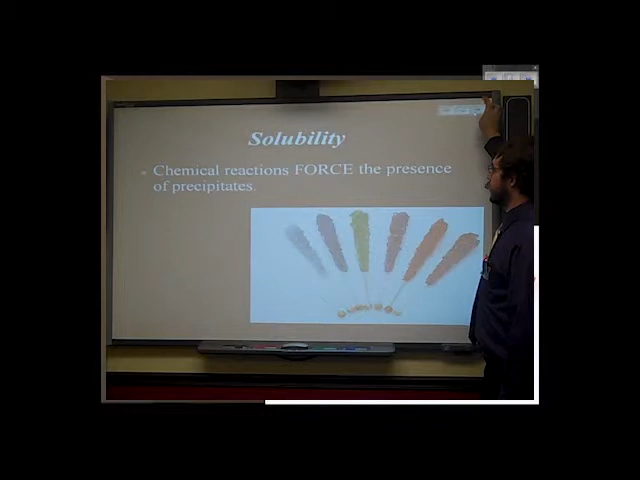 Solubility
Chemical reactions FORCE the presence
of precipitates.